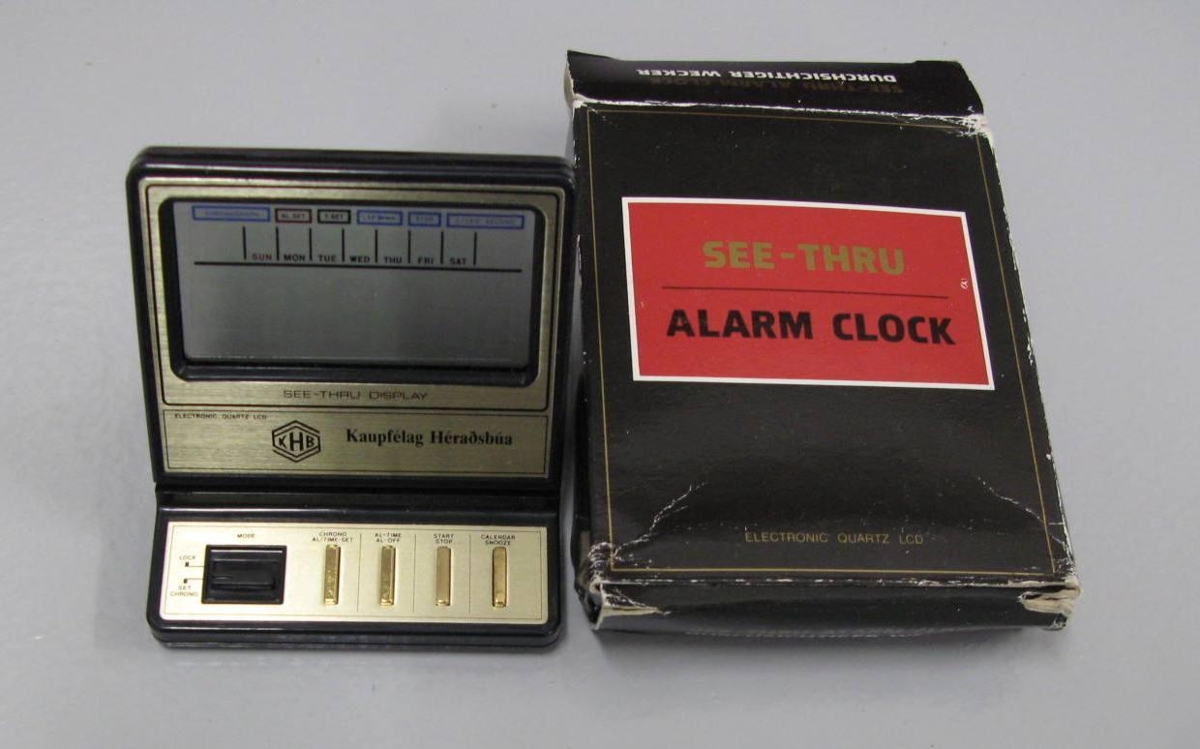 AL.SET
T.SET
STOP
SUN MON TUE WED THU FRI SAT
SEE-THRU DISPLAY
ELECTRONIC QUARTZ LCD
KHB
Kaupfélag Héraðsbúa
MODE
LOCK
SET
CHRONO
CHRONO
AL/TIME-SET
AL-TIME
AL-OFF
START
STOP
CALENDAR
SNOOZE
SEE-THRU ALARM CLOCK
DURCHSICHTIGER WECKER
SEE-THRU
ALARM CLOCK
ELECTRONIC QUARTZ LCD